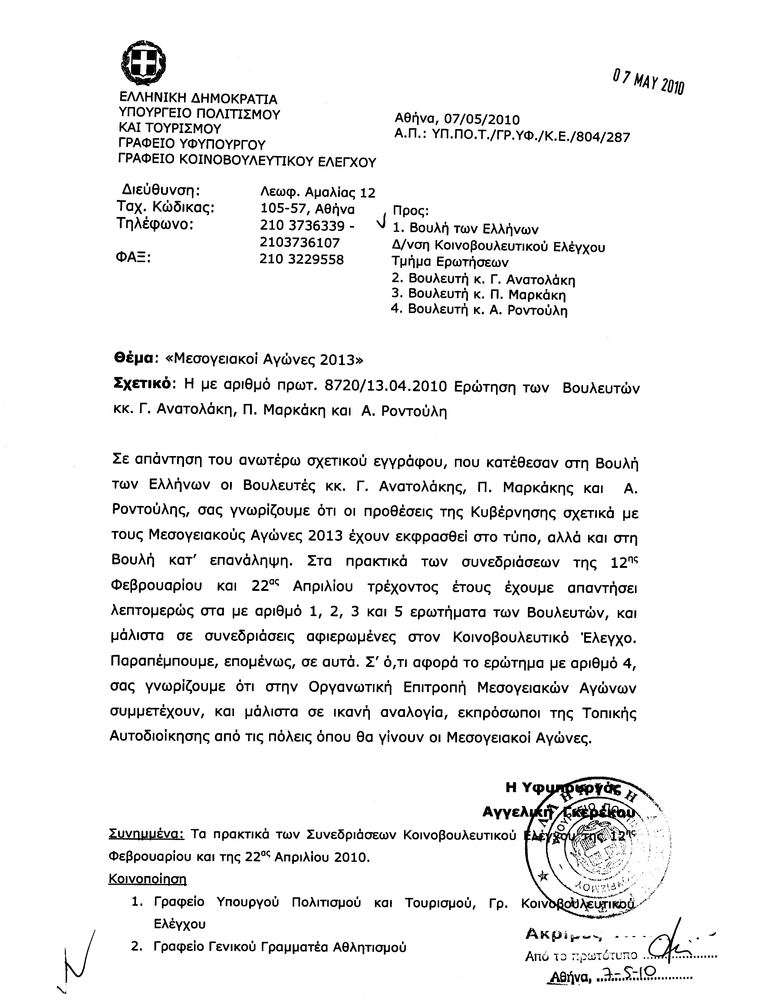 07 MAY 2010
ΕΛΛΗΝΙΚΗ ΔΗΜΟΚΡΑΤΙΑ
ΥΠΟΥΡΓΕΙΟ ΠΟΛΙΤΙΣΜΟΥ
ΚΑΙ ΤΟΥΡΙΣΜΟΥ
ΓΡΑΦΕΙΟ ΥΦΥΠΟΥΡΓΟΥ
ΓΡΑΦΕΙΟ ΚΟΙΝΟΒΟΥΛΕΥΤΙΚΟΥ ΕΛΕΓΧΟΥ
Αθήνα, 07/05/2010
Α.Π.: ΥΠ.ΠΟ.Τ./ΓΡ.ΥΦ./Κ.Ε./804/287
Διεύθυνση: Λεωφ. Αμαλίας 12
Ταχ. Κώδικας: 105-57, Αθήνα
Τηλέφωνο: 210 3736339 -
2103736107
ΦΑΞ: 210 3229558
Προς:
1. Βουλή των Ελλήνων
Δ/νση Κοινοβουλευτικού Ελέγχου
Τμήμα Ερωτήσεων
2. Βουλευτή κ. Γ. Ανατολάκη
3. Βουλευτή κ. Π. Μαρκάκη
4. Βουλευτή κ. Α. Ροντούλη
Θέμα: «Μεσογειακοί Αγώνες 2013»
Σχετικό: Η με αριθμό πρωτ. 8720/13.04.2010 Ερώτηση των Βουλευτών
κκ. Γ. Ανατολάκη, Π. Μαρκάκη και Α. Ροντούλη
Σε απάντηση του ανωτέρω σχετικού εγγράφου, που κατέθεσαν στη Βουλή
των Ελλήνων οι Βουλευτές κκ. Γ. Ανατολάκης, Π. Μαρκάκης και Α.
Ροντούλης, σας γνωρίζουμε ότι οι προθέσεις της Κυβέρνησης σχετικά με
τους Μεσογειακούς Αγώνες 2013 έχουν εκφρασθεί στο τύπο, αλλά και στη
Βουλή κατ' επανάληψη. Στα πρακτικά των συνεδριάσεων της 12ης
Φεβρουαρίου και 22ας Απριλίου τρέχοντος έτους έχουμε απαντήσει
λεπτομερώς στα με αριθμό 1, 2, 3 και 5 ερωτήματα των Βουλευτών, και
μάλιστα σε συνεδριάσεις αφιερωμένες στον Κοινοβουλευτικό Έλεγχο.
Παραπέμπουμε, επομένως, σε αυτά. Σ' ό,τι αφορά το ερώτημα με αριθμό 4,
σας γνωρίζουμε ότι στην Οργανωτική Επιτροπή Μεσογειακών Αγώνων
συμμετέχουν, και μάλιστα σε ικανή αναλογία, εκπρόσωποι της Τοπικής
Αυτοδιοίκησης από τις πόλεις όπου θα γίνουν οι Μεσογειακοί Αγώνες.
Η Υφυπουργός
Αγγελική Γκερέκου
Συνημμένα: Τα πρακτικά των Συνεδριάσεων Κοινοβουλευτικού Ελέγχου της 12ης
Φεβρουαρίου και της 22ας Απριλίου 2010.
Κοινοποίηση
1. Γραφείο Υπουργού Πολιτισμού και Τουρισμού, Γρ. Κοινοβουλευτικού
Ελέγχου
2. Γραφείο Γενικού Γραμματέα Αθλητισμού
Από το πρωτότυπο
Αθήνα, 7-5-10